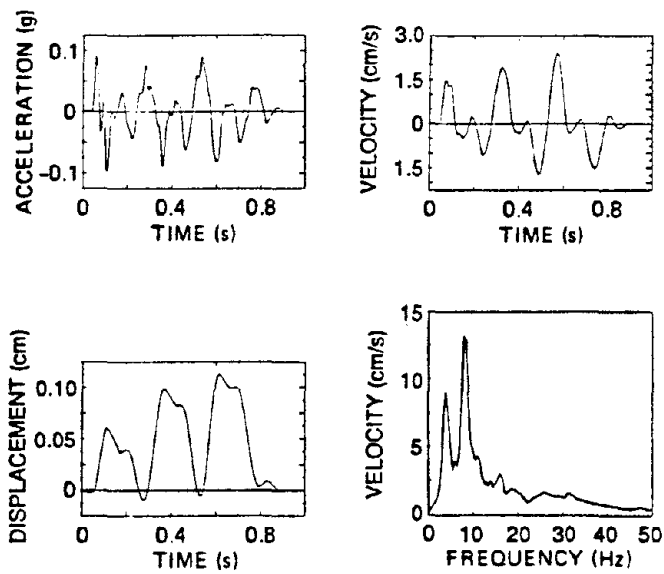 ACCELERATION (g)
0.1
0
-0.1
0 0.4 0.8
TIME (s)
VELOCITY (cm/s)
3.0
1.5
0
1.5
0 0.4 0.8
TIME (s)
DISPLACEMENT (cm)
0.10
0.05
0
0 0.4 0.8
TIME (s)
VELOCITY (cm/s)
15
10
5
0
0 10 20 30 40 50
FREQUENCY (Hz)